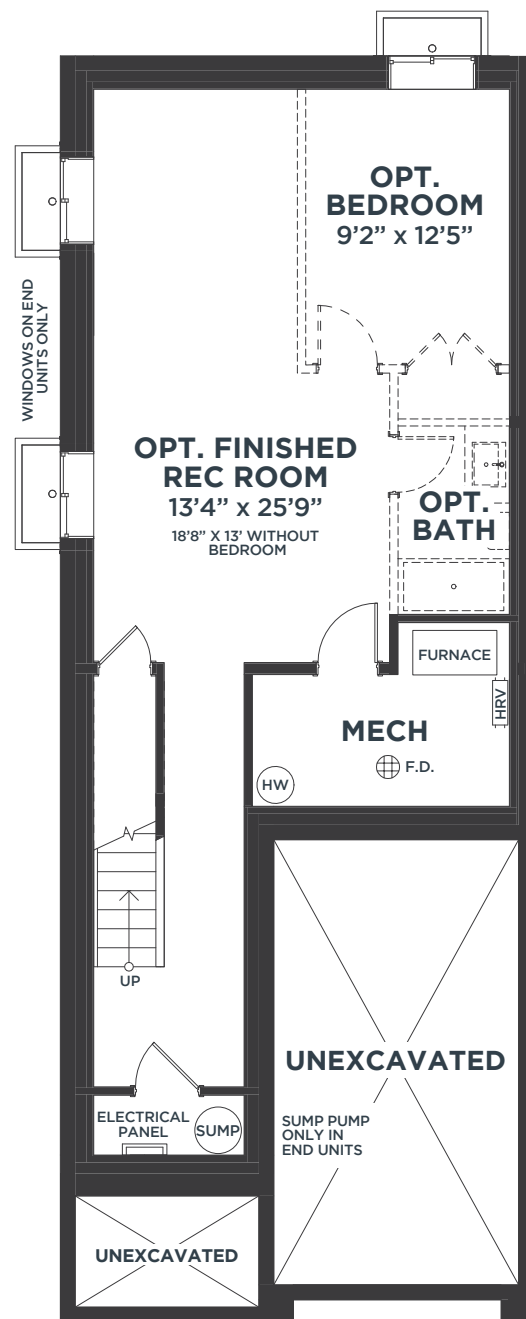 OPT.
BEDROOM
9’2” x 12’5”
WINDOWS ON END
UNITS ONLY
OPT. FINISHED
REC ROOM
13’4” x 25’9”
18’8” X 13’ WITHOUT
BEDROOM
OPT.
BATH
FURNACE
HRV
MECH
F.D.
HW
UP
UNEXCAVATED
ELECTRICAL
PANEL
SUMP
SUMP PUMP
ONLY IN
END UNITS
UNEXCAVATED